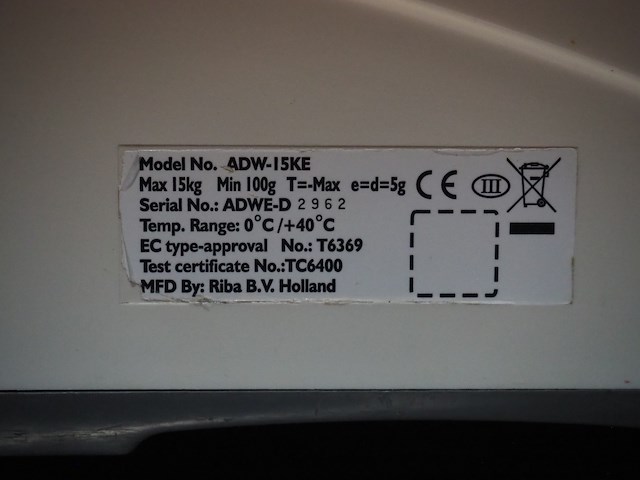 Model No. ADW-15KE
Max 15kg Min 100g T=-Max e=d=5g
Serial No.: ADWE-D 2962
Temp. Range: 0°C/+40°C
EC type-approval No.: T6369
Test certificate No.:TC6400
MFD By: Riba B.V. Holland
CE III